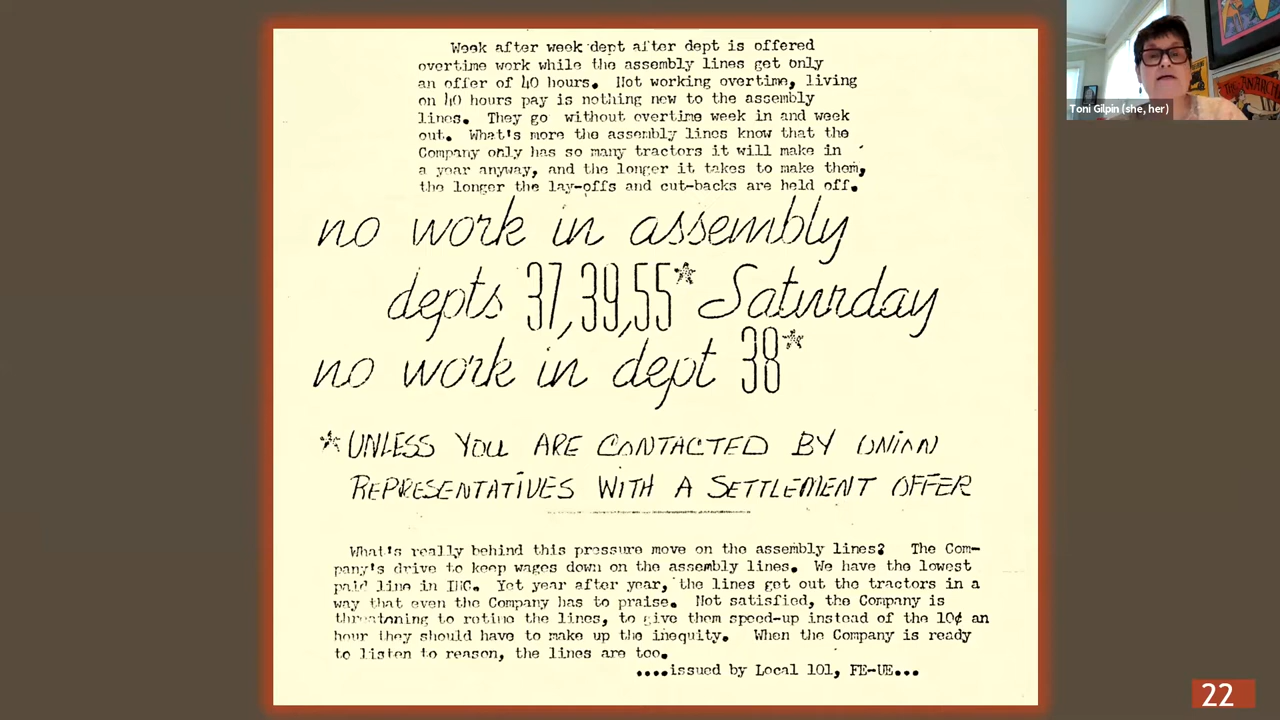 Week after week dept after dept is offered
overtime work while the assembly lines get only
an offer of 40 hours. Not working overtime, living
on 40 hours pay is nothing new to the assembly
lines. They go without overtime week in and week
out. What's more the assembly lines know that the
Company only has so many tractors it will make in
a year anyway, and the longer it takes to make them,
the longer the lay-offs and cut-backs are held off.
no work in assembly
depts 37,39,55* Saturday
no work in dept 38*
* UNLESS YOU ARE CONTACTED BY UNION
REPRESENTATIVES WITH A SETTLEMENT OFFER
What's really behind this pressure move on the assembly lines? The Com-
pany's drive to keep wages down on the assembly lines. We have the lowest
paid line in IHC. Yet year after year, the lines get out the tractors in a
way that even the Company has to praise. Not satisfied, the Company is
threatening to retime the lines, to give them speed-up instead of the 10¢ an
hour they should have to make up the inequity. When the Company is ready
to listen to reason, the lines are too.
....issued by Local 101, FE-UE...
Toni Gilpin (she, her)
THE ANARCH
22